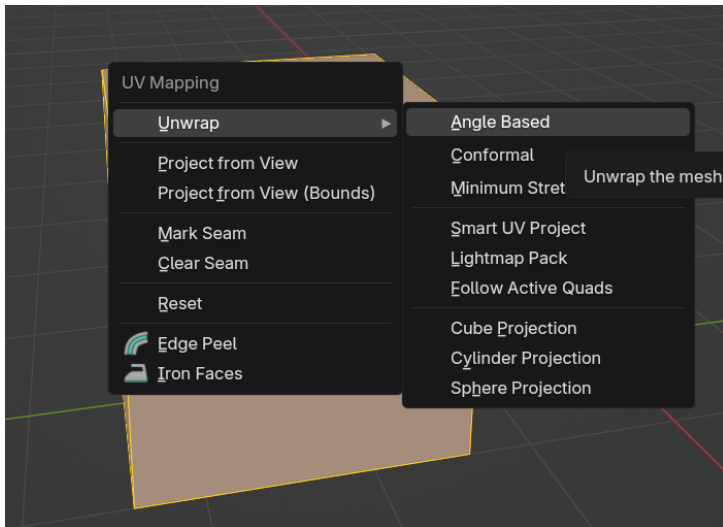 UV Mapping
Unwrap
Project from View
Project from View (Bounds)
Mark Seam
Clear Seam
Reset
Edge Peel
Iron Faces
Angle Based
Conformal
Minimum
Unwrap the mesh
Smart UV Project
Lightmap Pack
Follow Active Quads
Cube Projection
Cylinder Projection
Sphere Projection